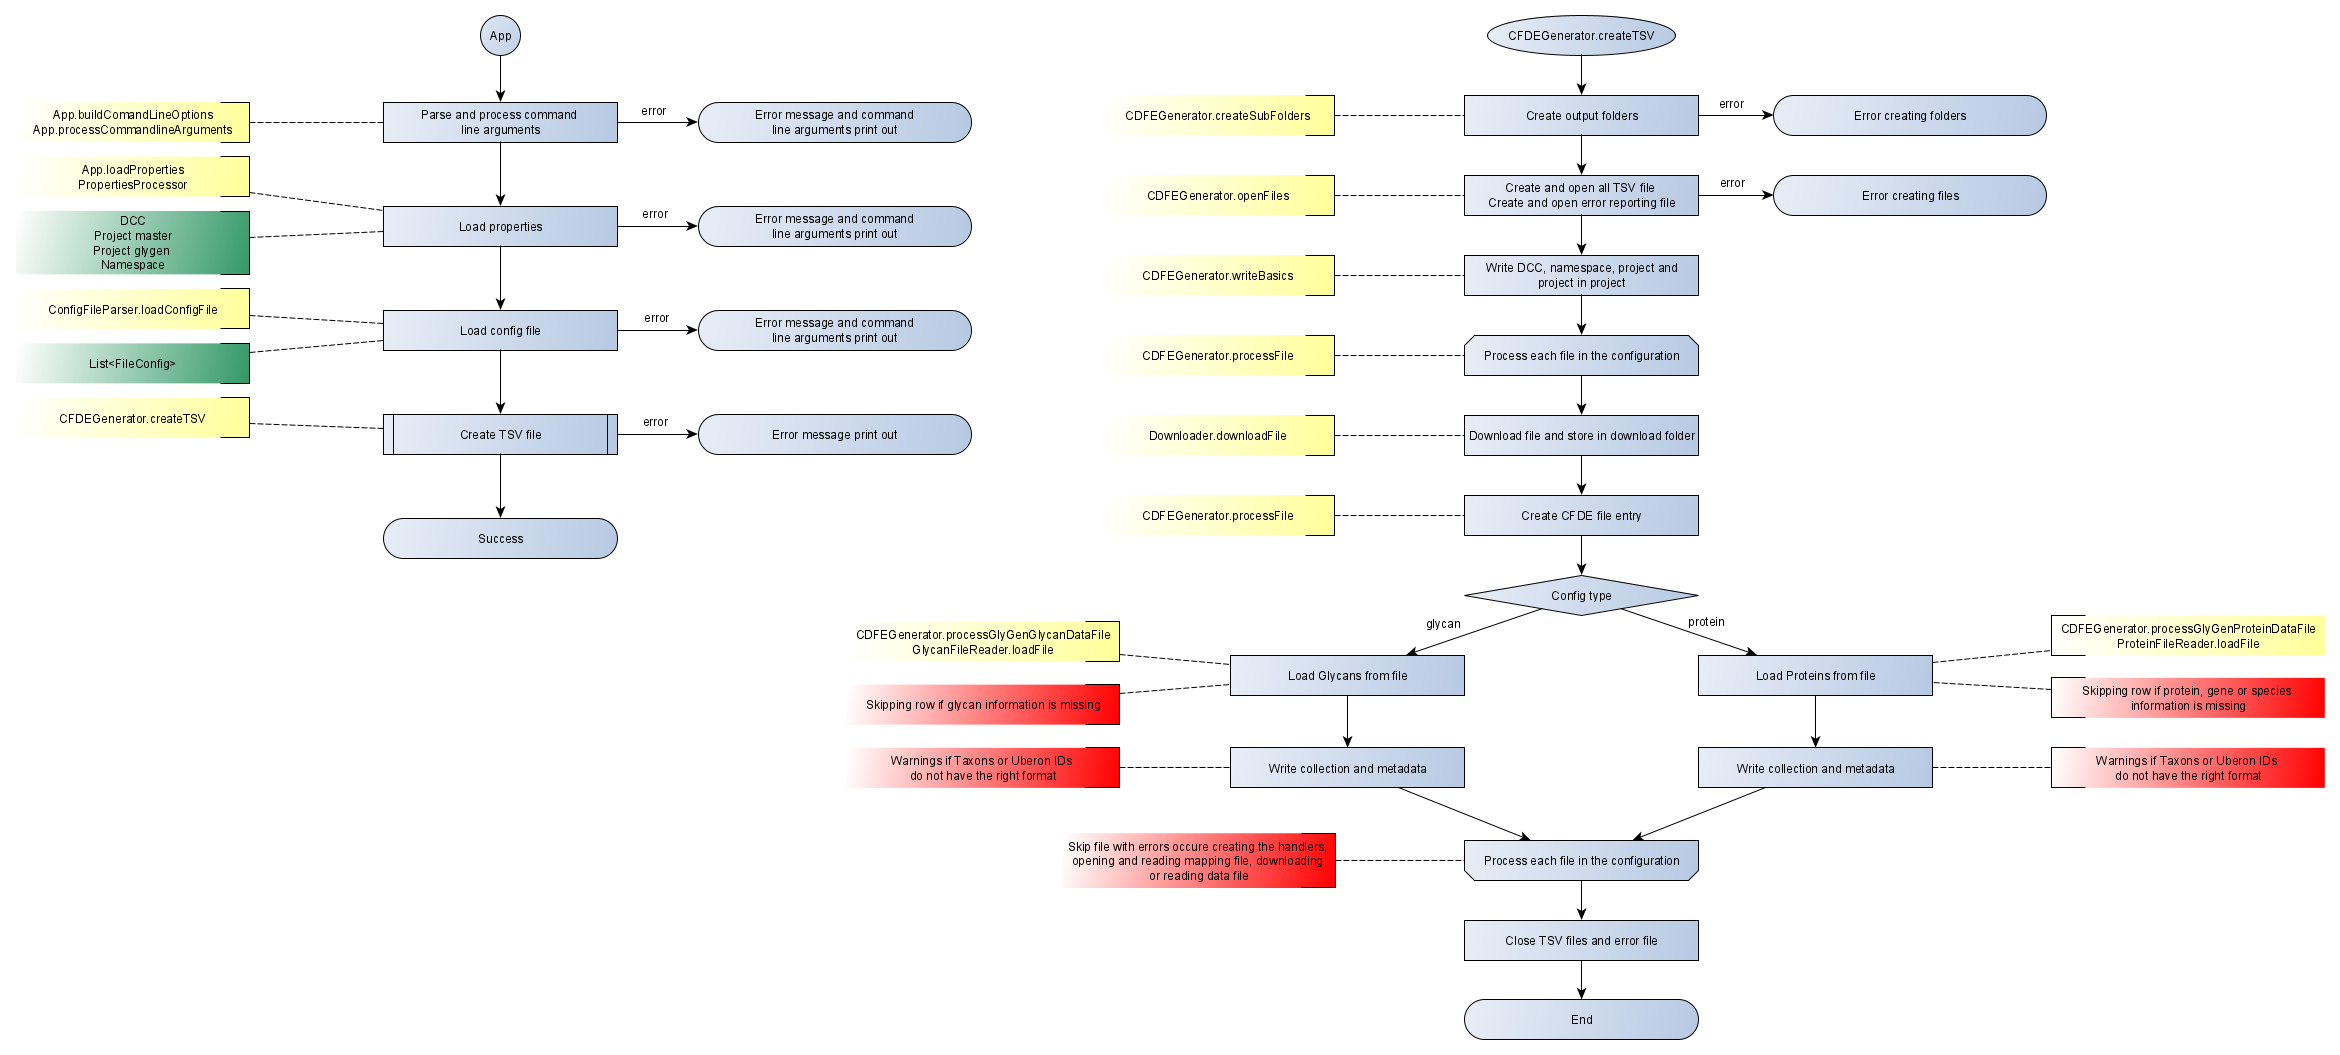 App
App.buildComandLineOptions
App.processCommandlineArguments
Parse and process command
line arguments
error
Error message and command
line arguments print out
App.loadProperties
PropertiesProcessor
DCC
Project master
Project glygen
Namespace
Load properties
error
Error message and command
line arguments print out
ConfigFileParser.loadConfigFile
List<FileConfig>
Load config file
error
Error message and command
line arguments print out
CFDEGenerator.createTSV
Create TSV file
error
Error message print out
Success
CFDEGenerator.createTSV
CDFEGenerator.createSubFolders
Create output folders
error
Error creating folders
CDFEGenerator.openFiles
Create and open all TSV file
Create and open error reporting file
error
Error creating files
CDFEGenerator.writeBasics
Write DCC, namespace, project and
project in project
CDFEGenerator.processFile
Process each file in the configuration
Downloader.downloadFile
Download file and store in download folder
CDFEGenerator.processFile
Create CFDE file entry
Config type
glycan
protein
CDFEGenerator.processGlyGenGlycanDataFile
GlycanFileReader.loadFile
Skipping row if glycan information is missing
Load Glycans from file
Load Proteins from file
CDFEGenerator.processGlyGenProteinDataFile
ProteinFileReader.loadFile
Skipping row if protein, gene or species
information is missing
Warnings if Taxons or Uberon IDs
do not have the right format
Write collection and metadata
Write collection and metadata
Warnings if Taxons or Uberon IDs
do not have the right format
Skip file with errors occure creating the handlers,
opening and reading mapping file, downloading
or reading data file
Process each file in the configuration
Close TSV files and error file
End